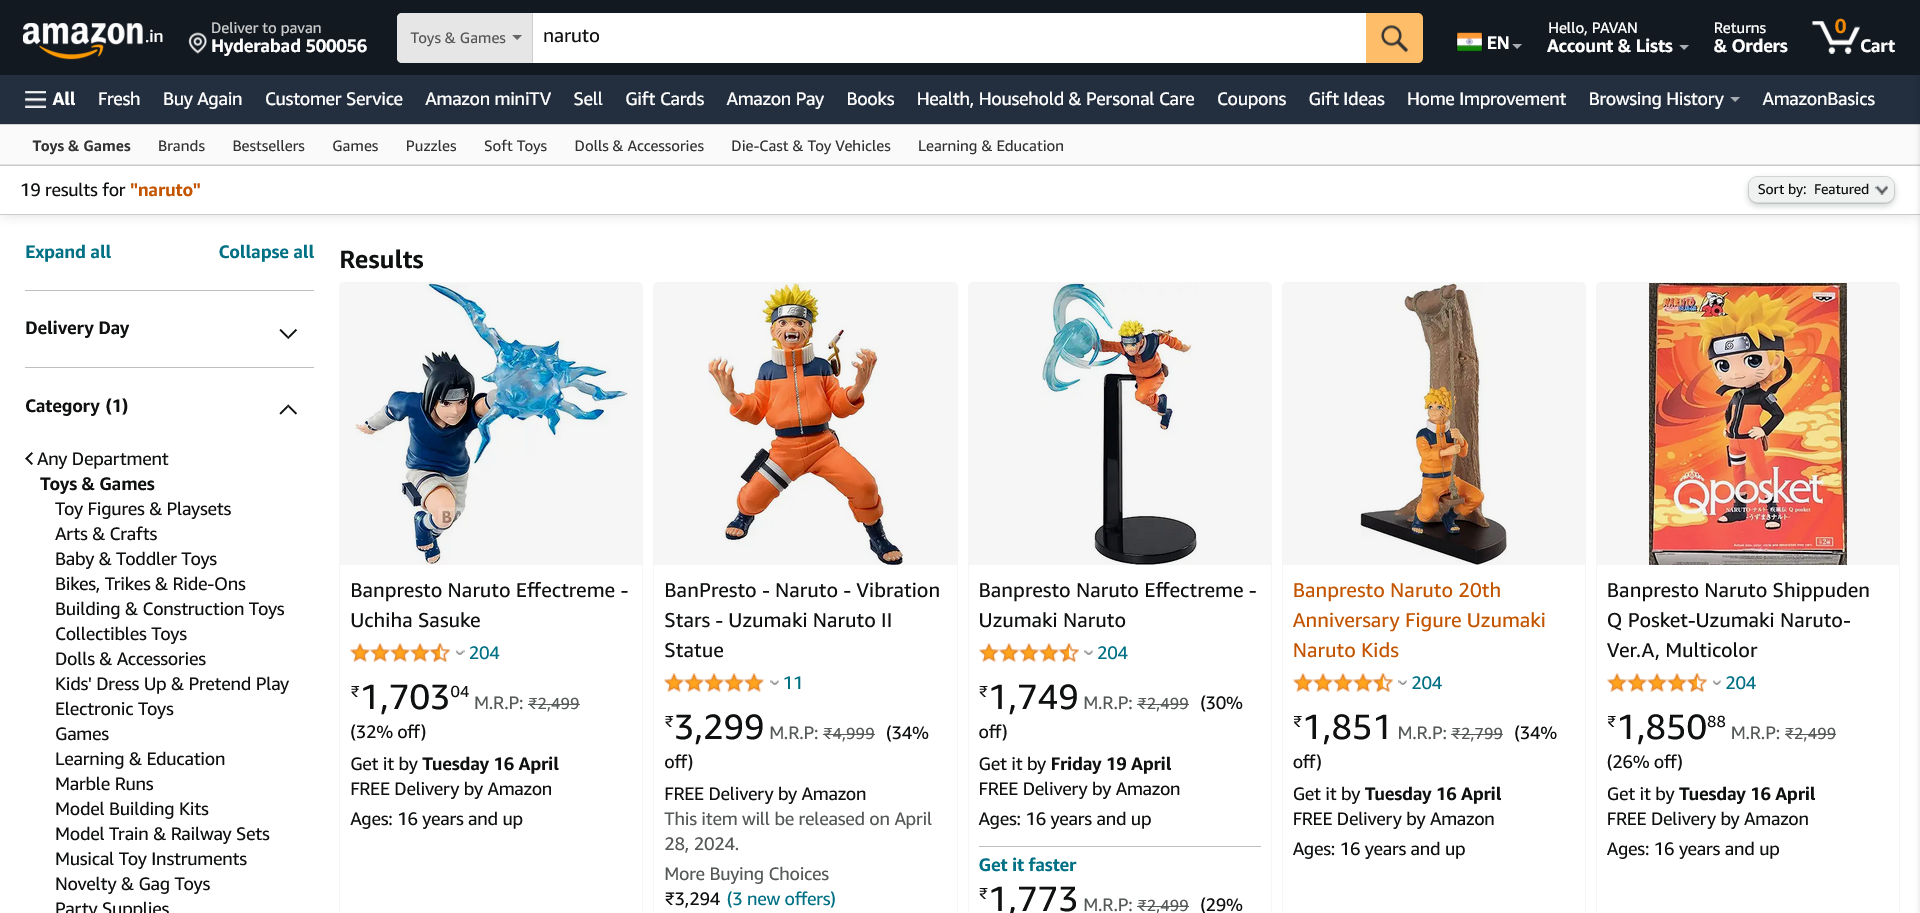 amazon.in
Deliver to pavan
Hyderabad 500056
Toys & Games
naruto
EN
Hello, PAVAN
Account & Lists
Returns
& Orders
0
Cart
All Fresh Buy Again Customer Service Amazon miniTV Sell Gift Cards Amazon Pay Books Health, Household & Personal Care Coupons Gift Ideas Home Improvement Browsing History AmazonBasics
Toys & Games Brands Bestsellers Games Puzzles Soft Toys Dolls & Accessories Die-Cast & Toy Vehicles Learning & Education
19 results for "naruto"
Sort by: Featured
Expand all Collapse all
Delivery Day
Category (1)
Any Department
Toys & Games
Toy Figures & Playsets
Arts & Crafts
Baby & Toddler Toys
Bikes, Trikes & Ride-Ons
Building & Construction Toys
Collectibles Toys
Dolls & Accessories
Kids' Dress Up & Pretend Play
Electronic Toys
Games
Learning & Education
Marble Runs
Model Building Kits
Model Train & Railway Sets
Musical Toy Instruments
Novelty & Gag Toys
Party Supplies
Results
Banpresto Naruto Effectreme -
Uchiha Sasuke
204
₹1,70304 M.R.P: ₹2,499
(32% off)
Get it by Tuesday 16 April
FREE Delivery by Amazon
Ages: 16 years and up
BanPresto - Naruto - Vibration
Stars - Uzumaki Naruto II
Statue
11
₹3,299 M.R.P: ₹4,999 (34%
off)
FREE Delivery by Amazon
This item will be released on April
28, 2024.
More Buying Choices
₹3,294 (3 new offers)
Banpresto Naruto Effectreme -
Uzumaki Naruto
204
₹1,749 M.R.P: ₹2,499 (30%
off)
Get it by Friday 19 April
FREE Delivery by Amazon
Ages: 16 years and up
Get it faster
₹1,773 M.R.P: ₹2,499 (29%
Banpresto Naruto 20th
Anniversary Figure Uzumaki
Naruto Kids
204
₹1,851 M.R.P: ₹2,799 (34%
off)
Get it by Tuesday 16 April
FREE Delivery by Amazon
Ages: 16 years and up
Qposket
Banpresto Naruto Shippuden
Q Posket-Uzumaki Naruto-
Ver.A, Multicolor
204
₹1,85088 M.R.P: ₹2,499
(26% off)
Get it by Tuesday 16 April
FREE Delivery by Amazon
Ages: 16 years and up